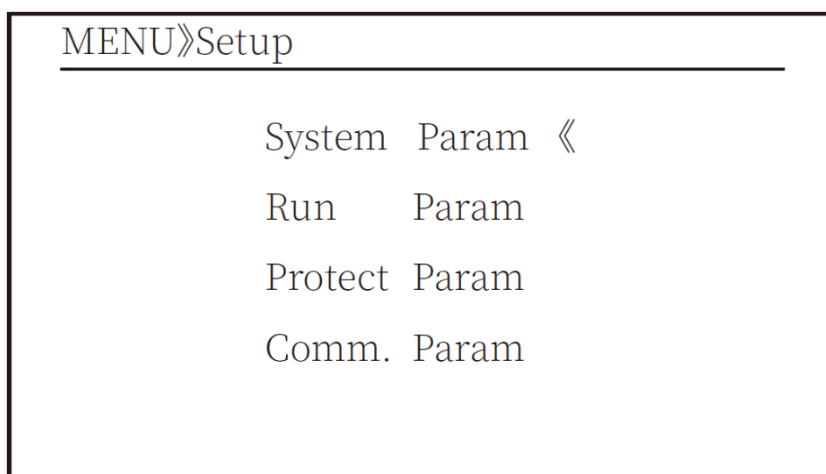 MENU》Setup
System Param 《
Run Param
Protect Param
Comm. Param